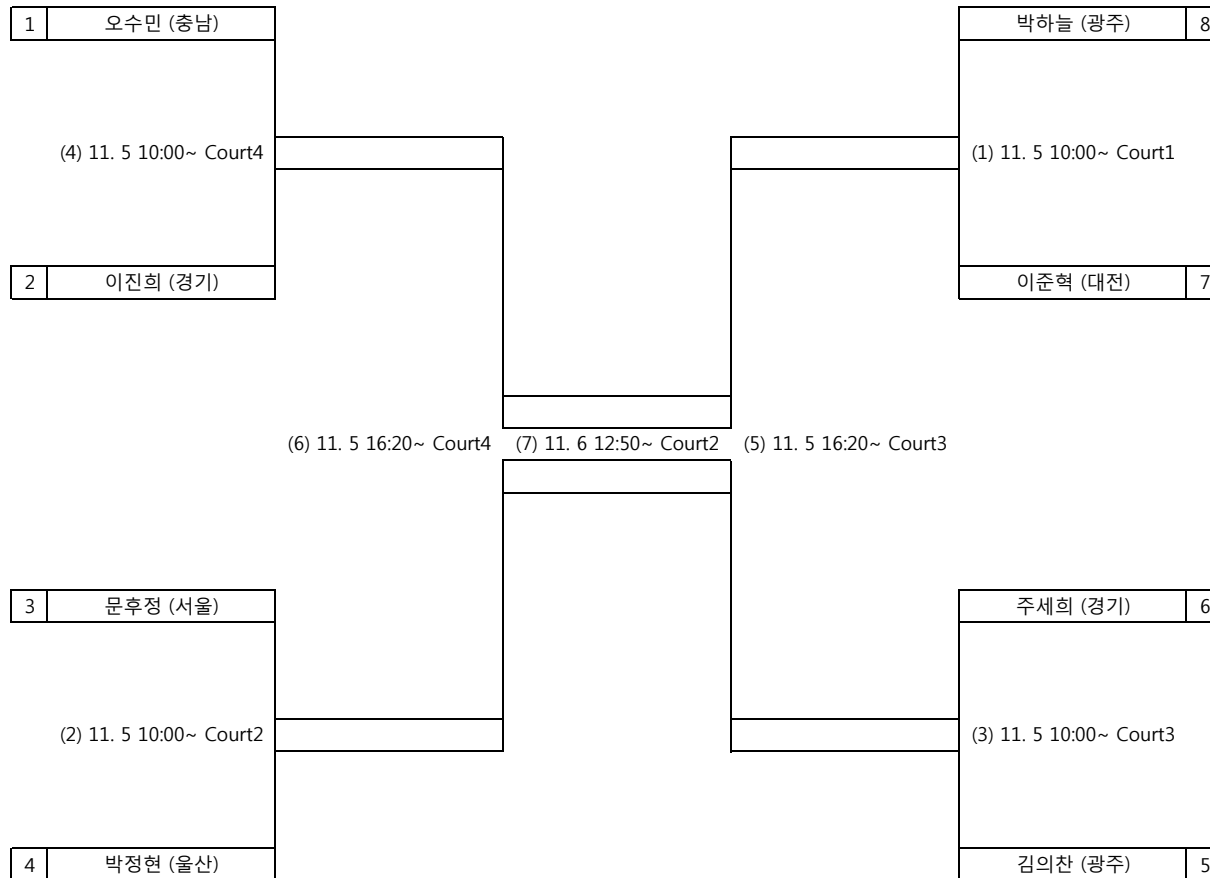 1 오수민 (충남)
박하늘 (광주) 8
(4) 11. 5 10:00~ Court4
(1) 11. 5 10:00~ Court1
2 이진희 (경기)
이준혁 (대전) 7
(6) 11. 5 16:20~ Court4
(7) 11. 6 12:50~ Court2
(5) 11. 5 16:20~ Court3
3 문후정 (서울)
주세희 (경기) 6
(2) 11. 5 10:00~ Court2
(3) 11. 5 10:00~ Court3
4 박정현 (울산)
김의찬 (광주) 5